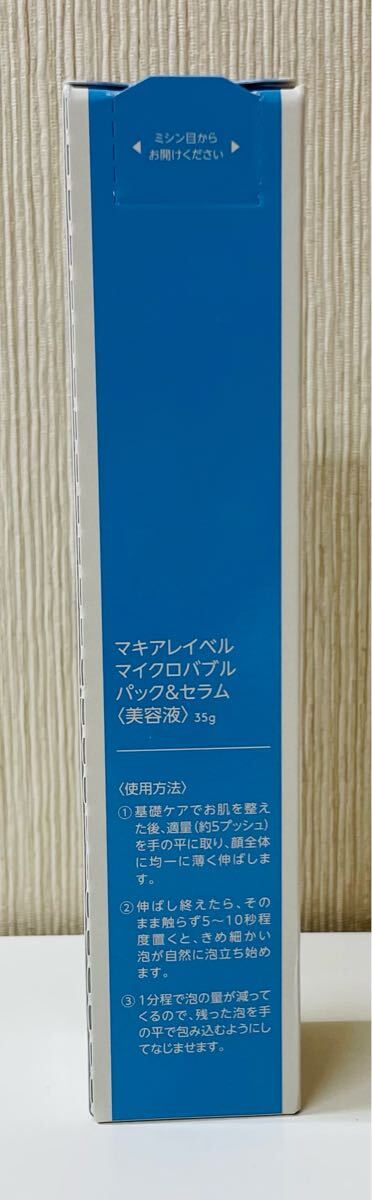 ミシン目から
お開けください
マキアレイベル
マイクロバブル
パック&セラム
〈美容液〉 35g
〈使用方法〉
①基礎ケアでお肌を整え
た後、適量(約5プッシュ)
を手の平に取り、顔全体
に均一に薄く伸ばしま
す。
②伸ばし終えたら、その
まま触らず5〜10秒程
度置くと、きめ細かい
泡が自然に泡立ち始め
ます。
③1分程で泡の量が減って
くるので、残った泡を手
の平で包み込むようにし
てなじませます。